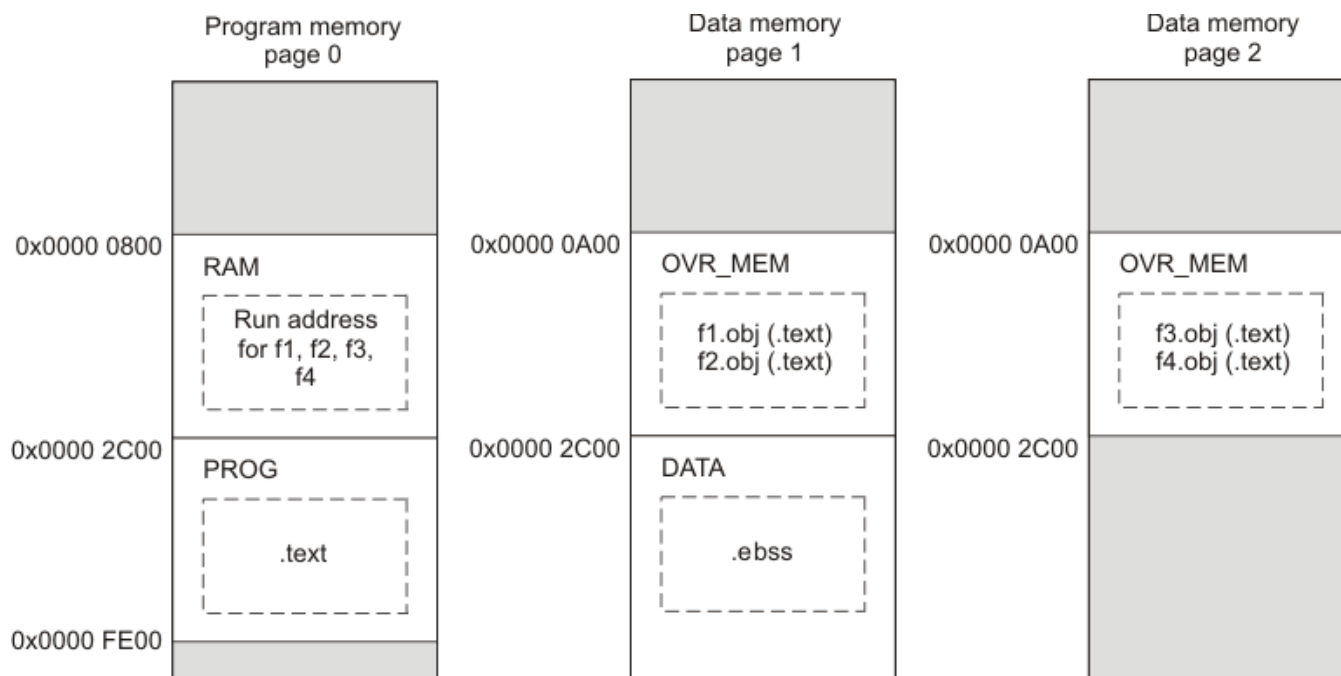 Program memory
page 0
0x0000 0800
RAM
Run address
for f1, f2, f3,
f4
0x0000 2C00
PROG
.text
0x0000 FE00
Data memory
page 1
0x0000 0A00
OVR_MEM
f1.obj (.text)
f2.obj (.text)
0x0000 2C00
DATA
.ebss
Data memory
page 2
0x0000 0A00
OVR_MEM
f3.obj (.text)
f4.obj (.text)
0x0000 2C00